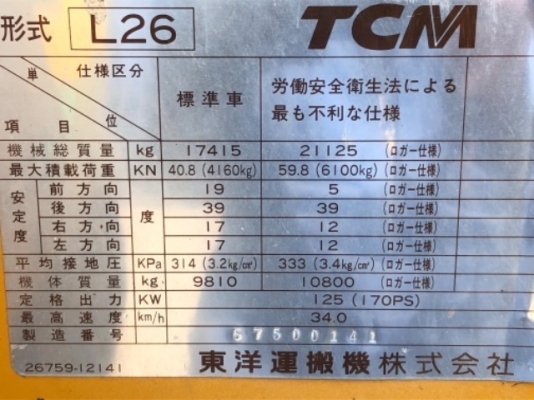 形式 L26 TCM
単位 項目 仕様区分 標準車 労働安全衛生法による最も不利な仕様
機械総質量 kg 17415 21125 (ロガー仕様)
最大積載荷重 KN 40.8 (4160kg) 59.8 (6100kg) (ロガー仕様)
安定度 前方向 度 19 5 (ロガー仕様)
後方向 39 39 (ロガー仕様)
右方向 17 12 (ロガー仕様)
左方向 17 12 (ロガー仕様)
平均接地圧 KPa 314 (3.2kg/c㎡) 333 (3.4kg/c㎡) (ロガー仕様)
機体質量 kg 9810 10800 (ロガー仕様)
定格出力 KW 125 (170PS)
最高速度 km/h 34.0
製造番号 57500141
26759-12141 東洋運搬機株式会社